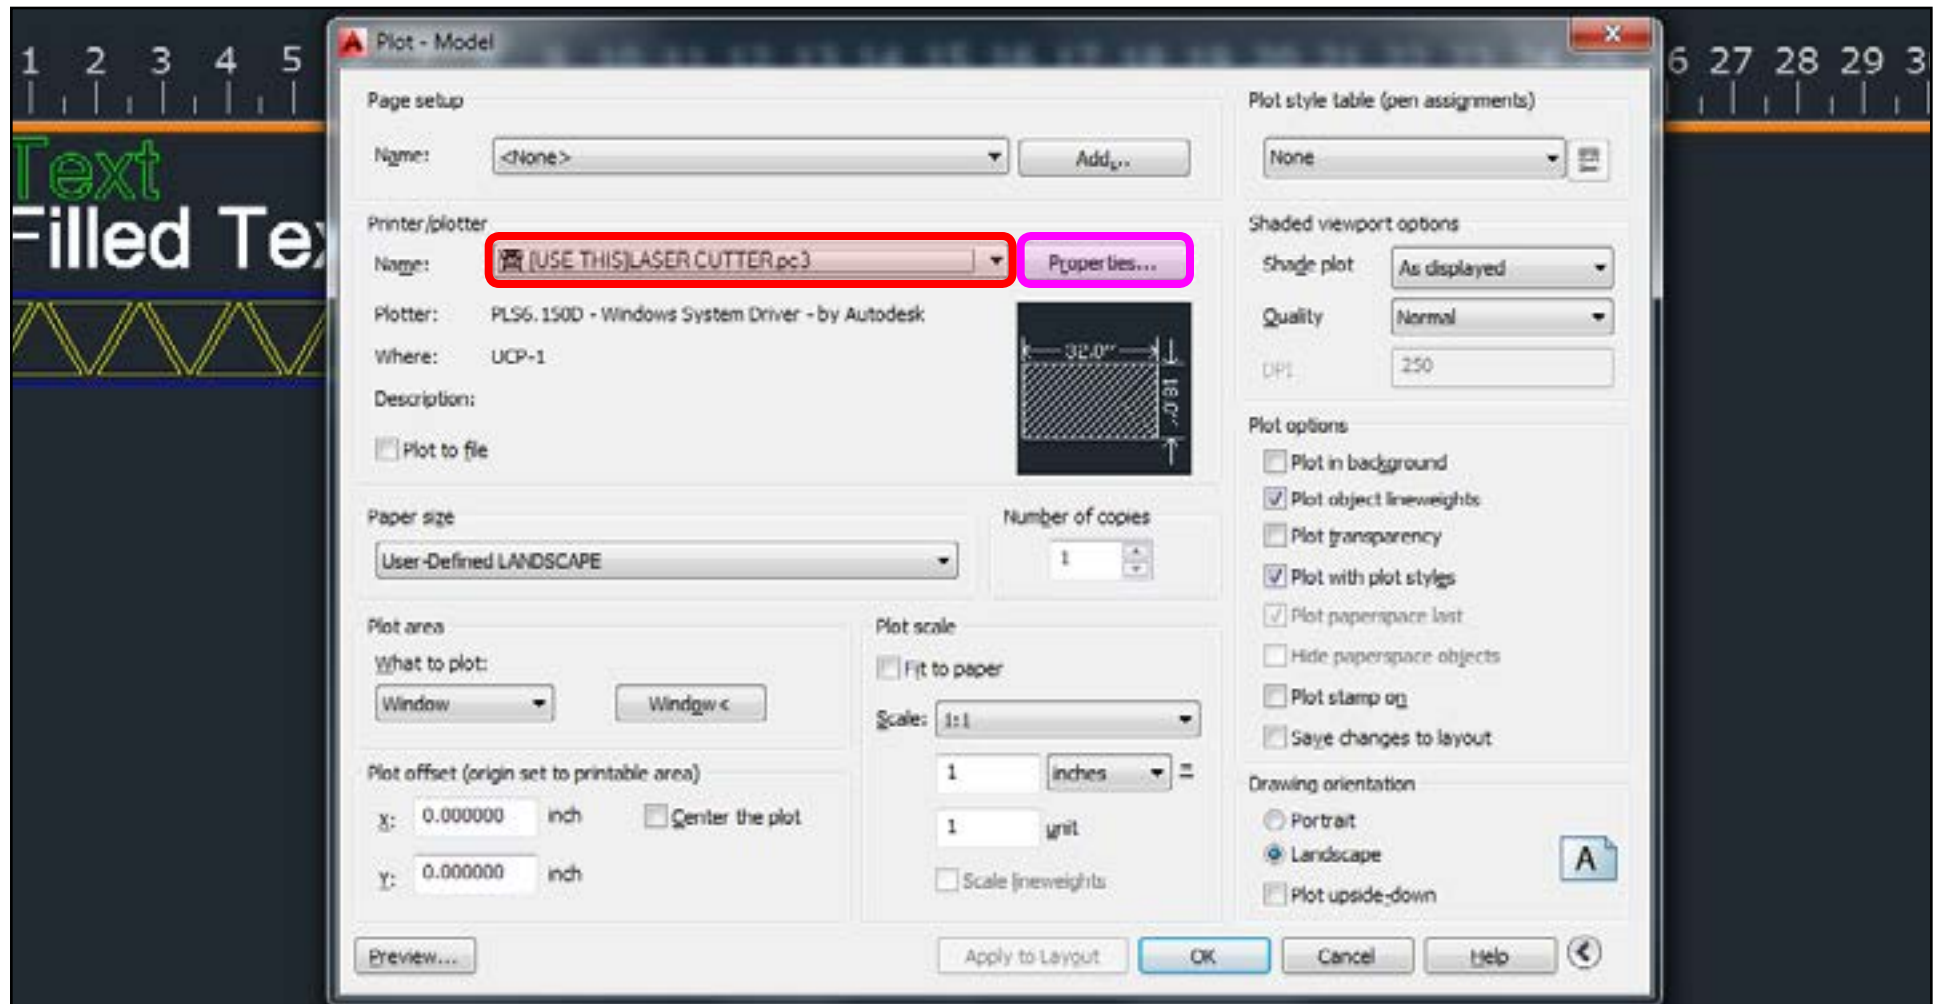 Plot - Model
1 2 3 4 5
6 27 28 29 3
Text
Filled Te
Page setup
Name: <None> Add...
Printer/plotter
Name: [USE THIS]LASER CUTTER.pc3 Properties...
Plotter: PLS6.150D - Windows System Driver - by Autodesk
Where: UCP-1
Description:
Plot to file
32.0"
18.0"
Paper size
User-Defined LANDSCAPE
Number of copies
1
Plot area
What to plot:
Window Window <
Plot offset (origin set to printable area)
X: 0.000000 inch Center the plot
Y: 0.000000 inch
Plot scale
Fit to paper
Scale: 1:1
1 inches =
1 unit
Scale lineweights
Plot style table (pen assignments)
None
Shaded viewport options
Shade plot As displayed
Quality Normal
DPI 250
Plot options
Plot in background
Plot object lineweights
Plot transparency
Plot with plot styles
Plot paperspace last
Hide paperspace objects
Plot stamp on
Save changes to layout
Drawing orientation
Portrait
Landscape
Plot upside-down
A
Preview... Apply to Layout OK Cancel Help